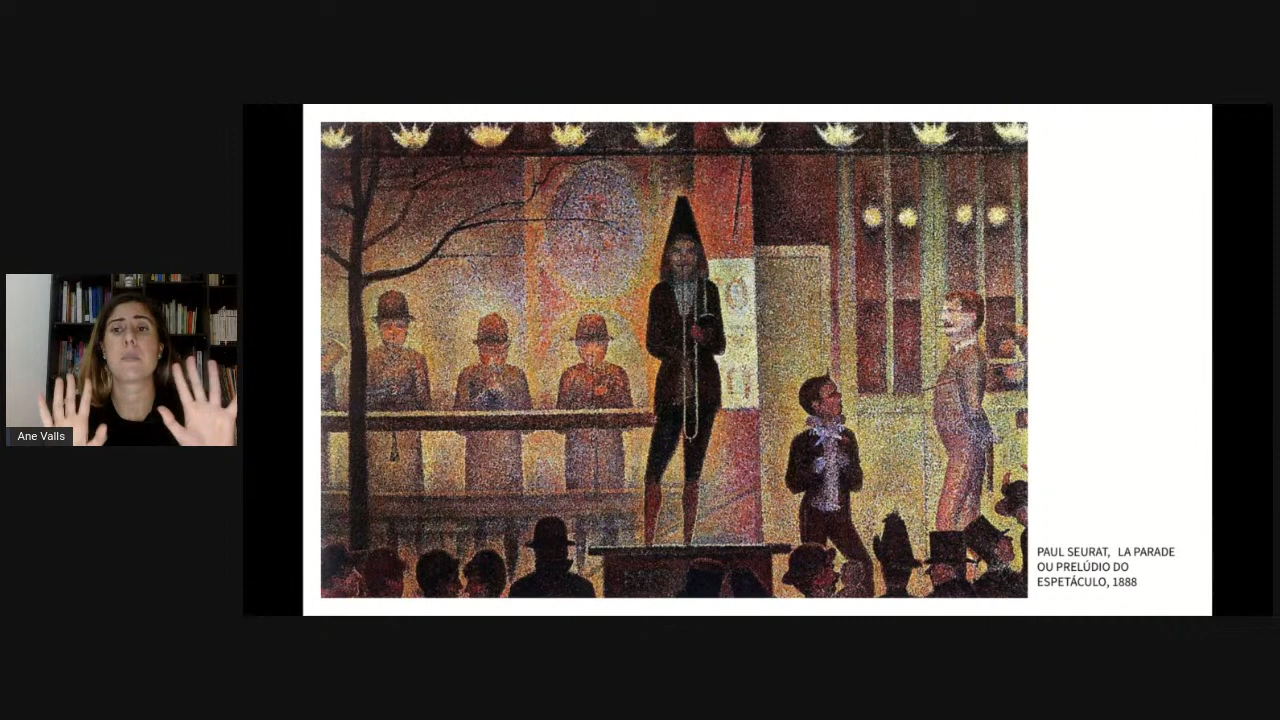 Ane Valls
PAUL SEURAT, LA PARADE
OU PRELÚDIO DO
ESPETÁCULO, 1888